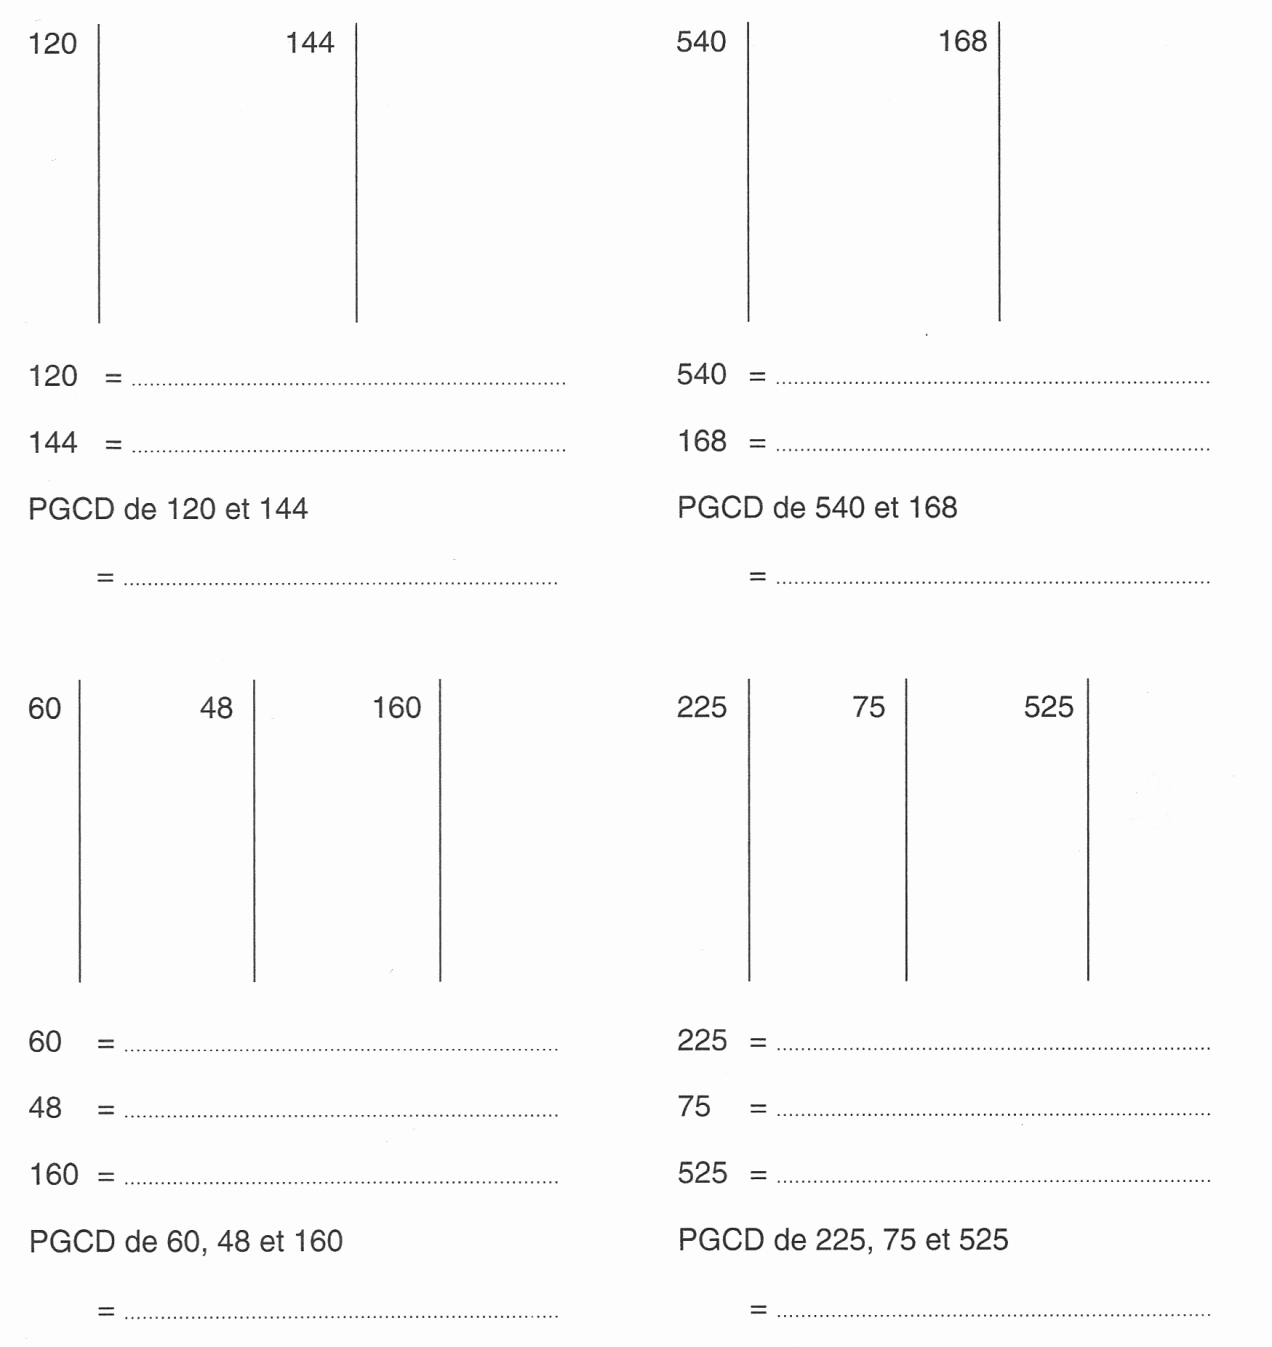 120 144
120 = ........................................
144 = ........................................
PGCD de 120 et 144
= ........................................
540 168
540 = ........................................
168 = ........................................
PGCD de 540 et 168
= ........................................
60 48 160
60 = ........................................
48 = ........................................
160 = ........................................
PGCD de 60, 48 et 160
= ........................................
225 75 525
225 = ........................................
75 = ........................................
525 = ........................................
PGCD de 225, 75 et 525
= ........................................